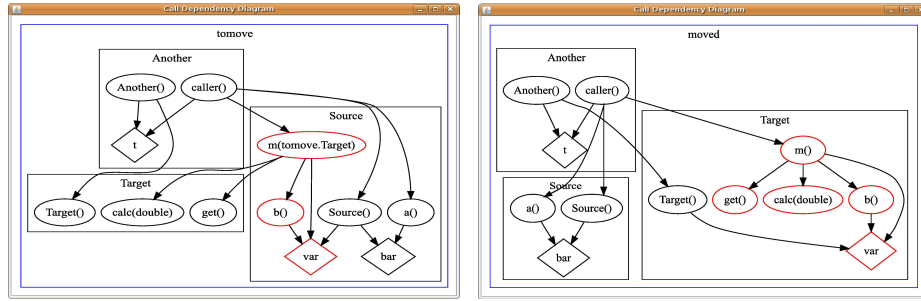 Call Dependency Diagram
tomove
Another
Another()
caller()
t
Source
m(tomove.Target)
Target
Target()
calc(double)
get()
b()
Source()
a()
var
bar
Call Dependency Diagram
moved
Another
Another()
caller()
t
Target
m()
Source
a()
Source()
Target()
get()
calc(double)
b()
bar
var